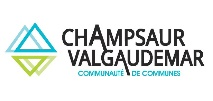 CHAMPSAUR
VALGAUDEMAR
COMMUNAUTÉ DE COMMUNES